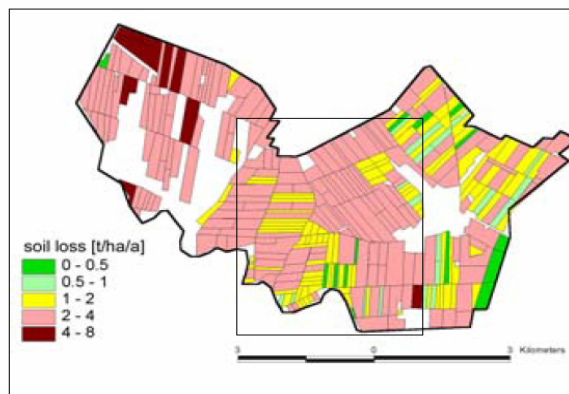 soil loss [t/ha/a]
0 - 0.5
0.5 - 1
1 - 2
2 - 4
4 - 8
3 0 3 Kilometers